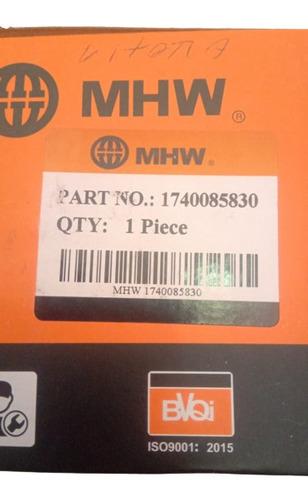 MHW ®
MHW ®
PART NO.: 1740085830
QTY: 1 Piece
MHW 1740085830
BVQi
ISO9001: 2015